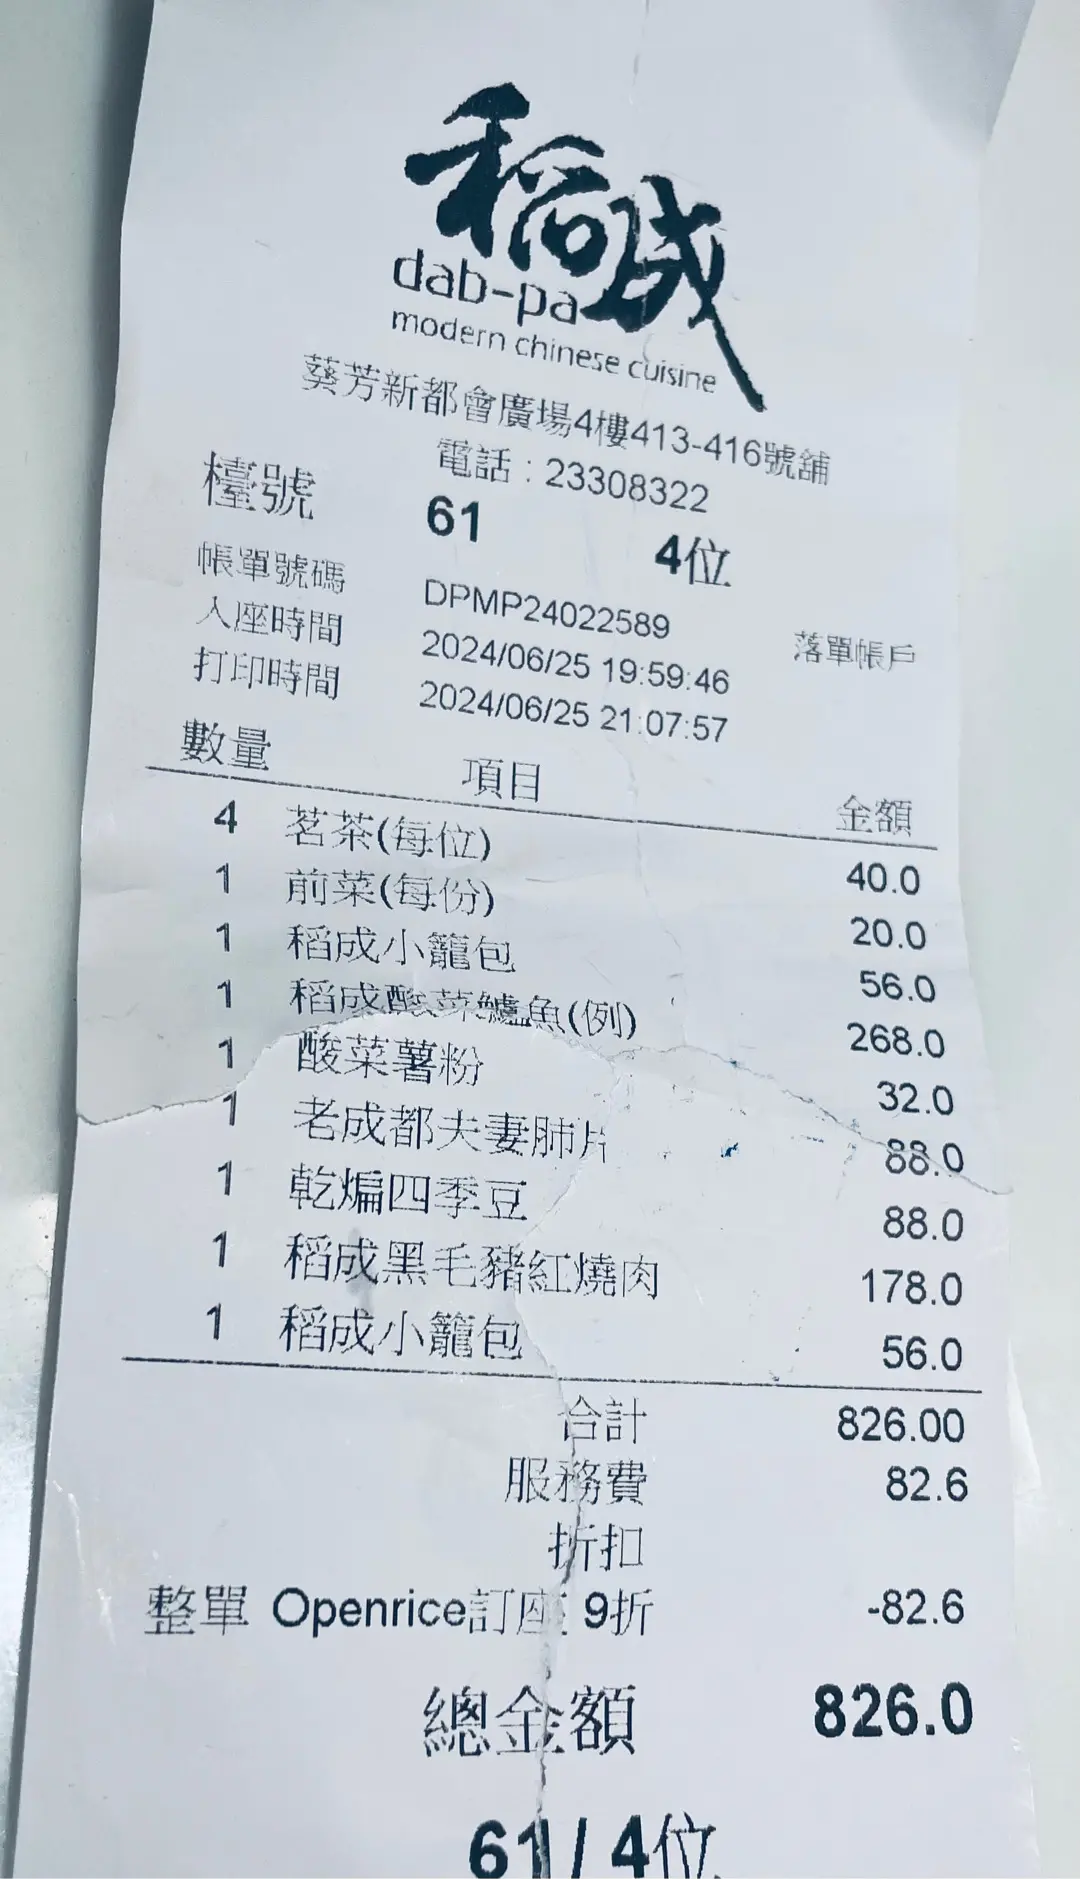 稻成
dab-pa
modern chinese cuisine
葵芳新都會廣場4樓413-416號舖
電話：23308322
檯號 61 4位
帳單號碼 DPMP24022589 落單帳戶
入座時間 2024/06/25 19:59:46
打印時間 2024/06/25 21:07:57
數量 項目 金額
4 茗茶(每位) 40.0
1 前菜(每份) 20.0
1 稻成小籠包 56.0
1 稻成酸菜鱸魚(例) 268.0
1 酸菜薯粉 32.0
1 老成都夫妻肺片 88.0
1 乾煸四季豆 88.0
1 稻成黑毛豬紅燒肉 178.0
1 稻成小籠包 56.0
合計 826.00
服務費 82.6
折扣
整單 Openrice訂座 9折 -82.6
總金額 826.0
61 / 4位